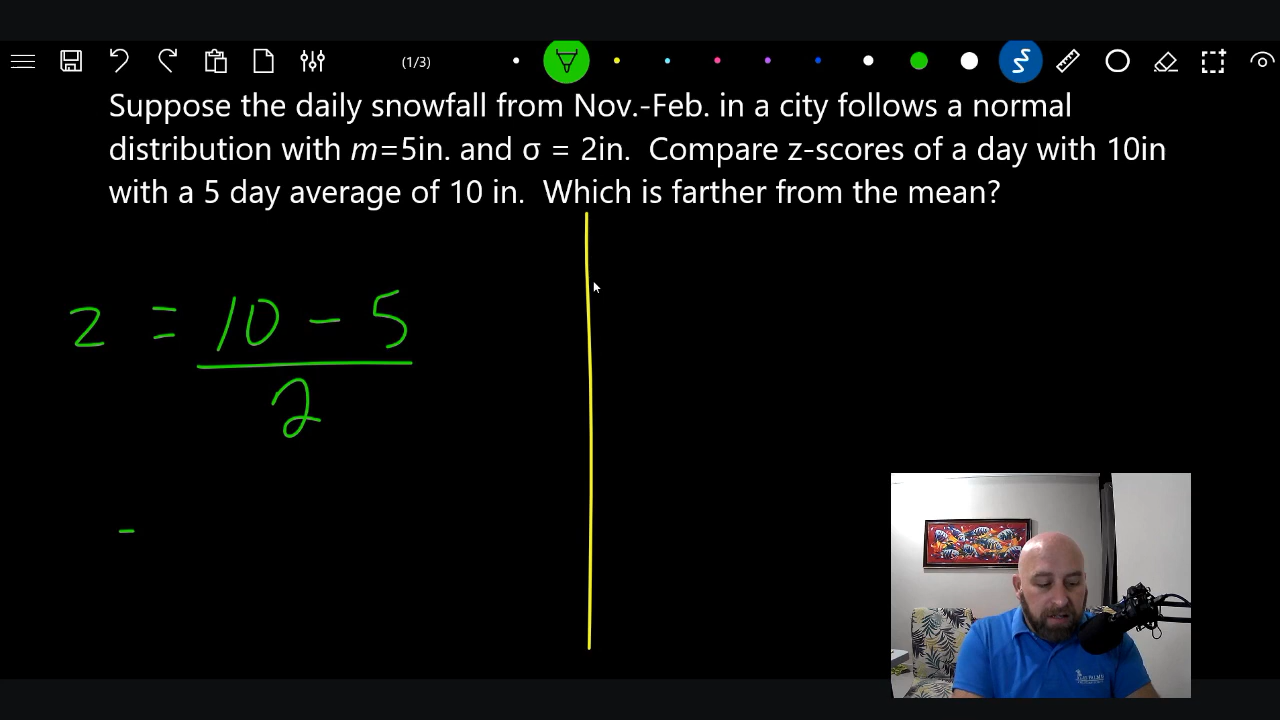 (1/3)
Suppose the daily snowfall from Nov.-Feb. in a city follows a normal
distribution with m=5in. and σ = 2in. Compare z-scores of a day with 10in
with a 5 day average of 10 in. Which is farther from the mean?
z = 10 - 5
2
-